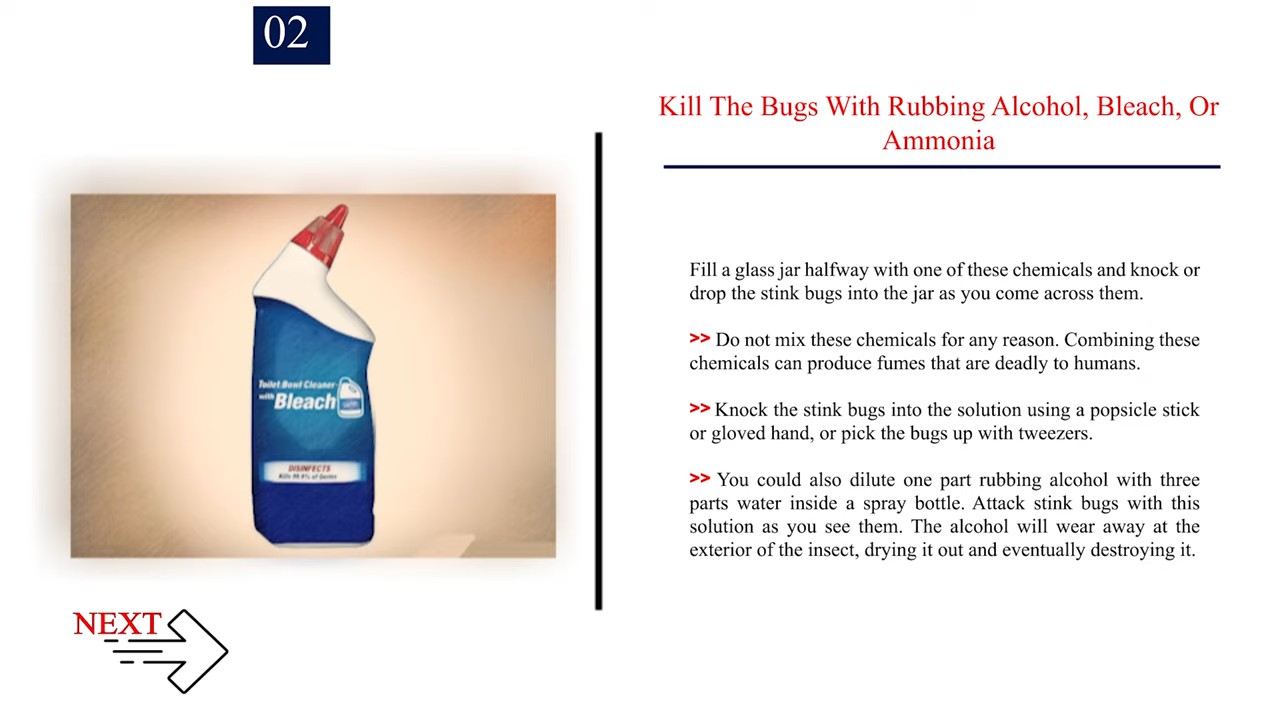 02
Kill The Bugs With Rubbing Alcohol, Bleach, Or
Ammonia
Toilet Bowl Cleaner
with Bleach
DISINFECTS
Kills 99.9% of Germs
Fill a glass jar halfway with one of these chemicals and knock or
drop the stink bugs into the jar as you come across them.
>> Do not mix these chemicals for any reason. Combining these
chemicals can produce fumes that are deadly to humans.
>> Knock the stink bugs into the solution using a popsicle stick
or gloved hand, or pick the bugs up with tweezers.
>> You could also dilute one part rubbing alcohol with three
parts water inside a spray bottle. Attack stink bugs with this
solution as you see them. The alcohol will wear away at the
exterior of the insect, drying it out and eventually destroying it.
NEXT